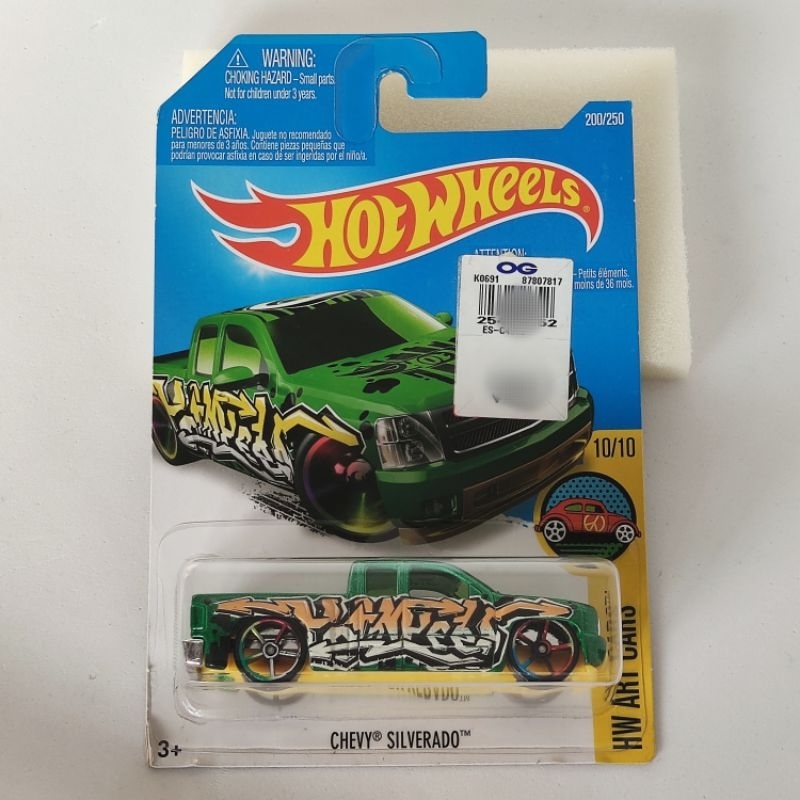 WARNING:
CHOKING HAZARD – Small parts.
Not for children under 3 years.
200/250
ADVERTENCIA:
PELIGRO DE ASFIXIA. Juguete no recomendado
para menores de 3 años. Contiene piezas pequeñas que
podrían provocar asfixia en caso de ser ingeridas por el niño/a.
HOT WHEELS®
ATTENTION:
– Petits éléments.
moins de 36 mois.
OG
K0691 87807817
10/10
HW ART CARS
CHEVY® SILVERADO™
3+